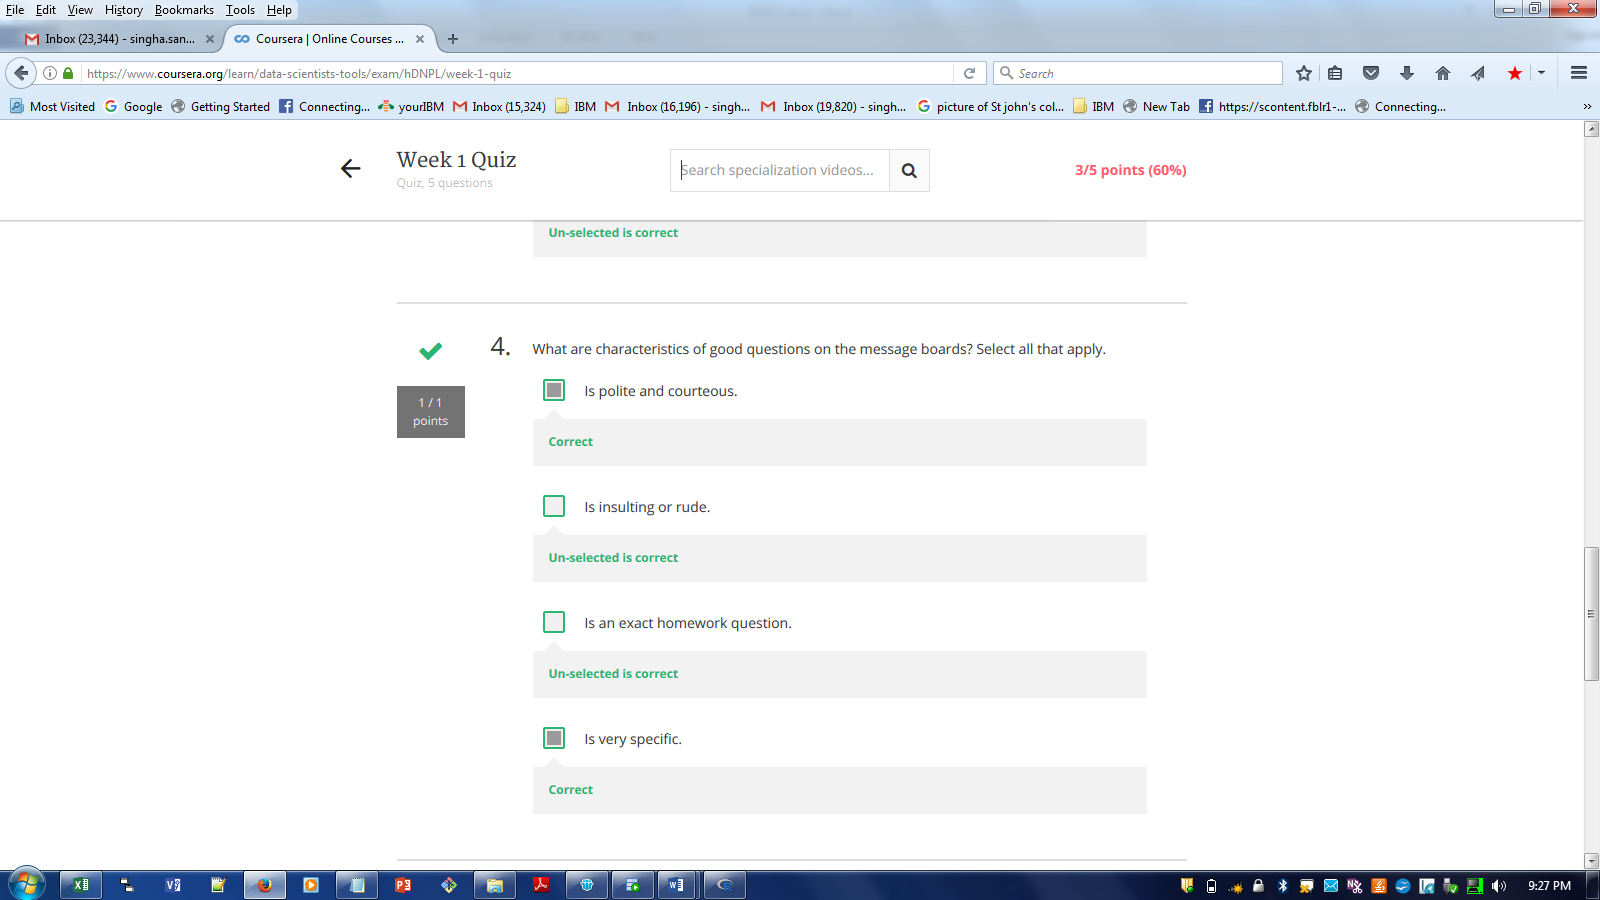 File Edit View History Bookmarks Tools Help
Inbox (23,344) - singha.san... × Coursera | Online Courses ... × +
https://www.coursera.org/learn/data-scientists-tools/exam/hDNPL/week-1-quiz Search
Most Visited Google Getting Started Connecting... yourIBM Inbox (15,324) IBM Inbox (16,196) - singh... Inbox (19,820) - singh... picture of St john's col... IBM New Tab https://scontent.fblr1-... Connecting... »
Week 1 Quiz
Quiz, 5 questions
Search specialization videos...
3/5 points (60%)
Un-selected is correct
4. What are characteristics of good questions on the message boards? Select all that apply.
1 / 1
points
Is polite and courteous.
Correct
Is insulting or rude.
Un-selected is correct
Is an exact homework question.
Un-selected is correct
Is very specific.
Correct
9:27 PM